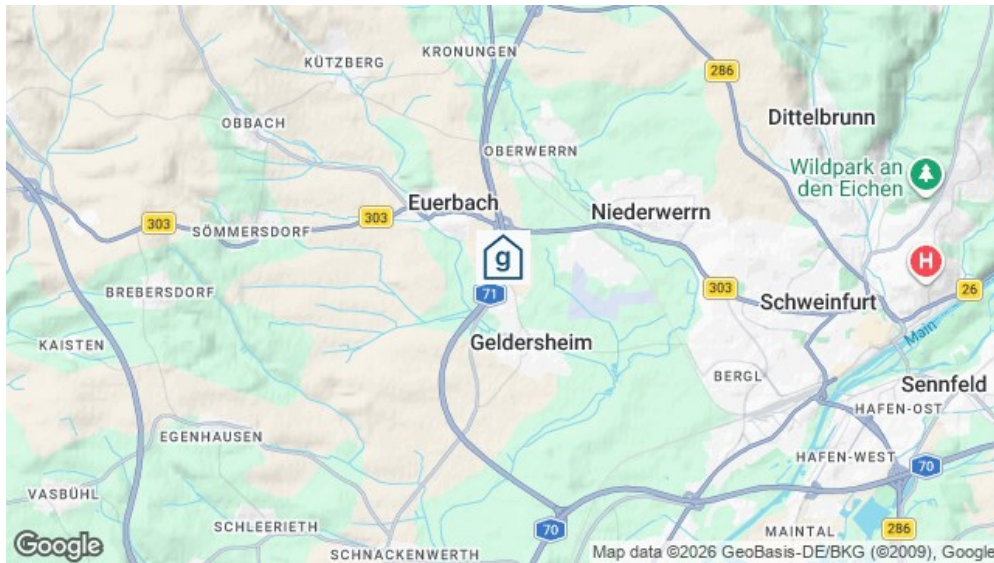 KRONUNGEN
KÜTZBERG
286
Dittelbrunn
OBBACH
OBERWERRN
Wildpark an
den Eichen
Euerbach
Niederwerrn
303
303
SÖMMERSDORF
g
H
BREBERSDORF
71
303
26
Schweinfurt
Main
KAISTEN
Geldersheim
BERGL
Sennfeld
HAFEN-OST
EGENHAUSEN
HAFEN-WEST
70
VASBÜHL
SCHLEERIETH
70
286
MAINTAL
SCHNACKENWERTH
Google
Map data ©2026 GeoBasis-DE/BKG (©2009), Google